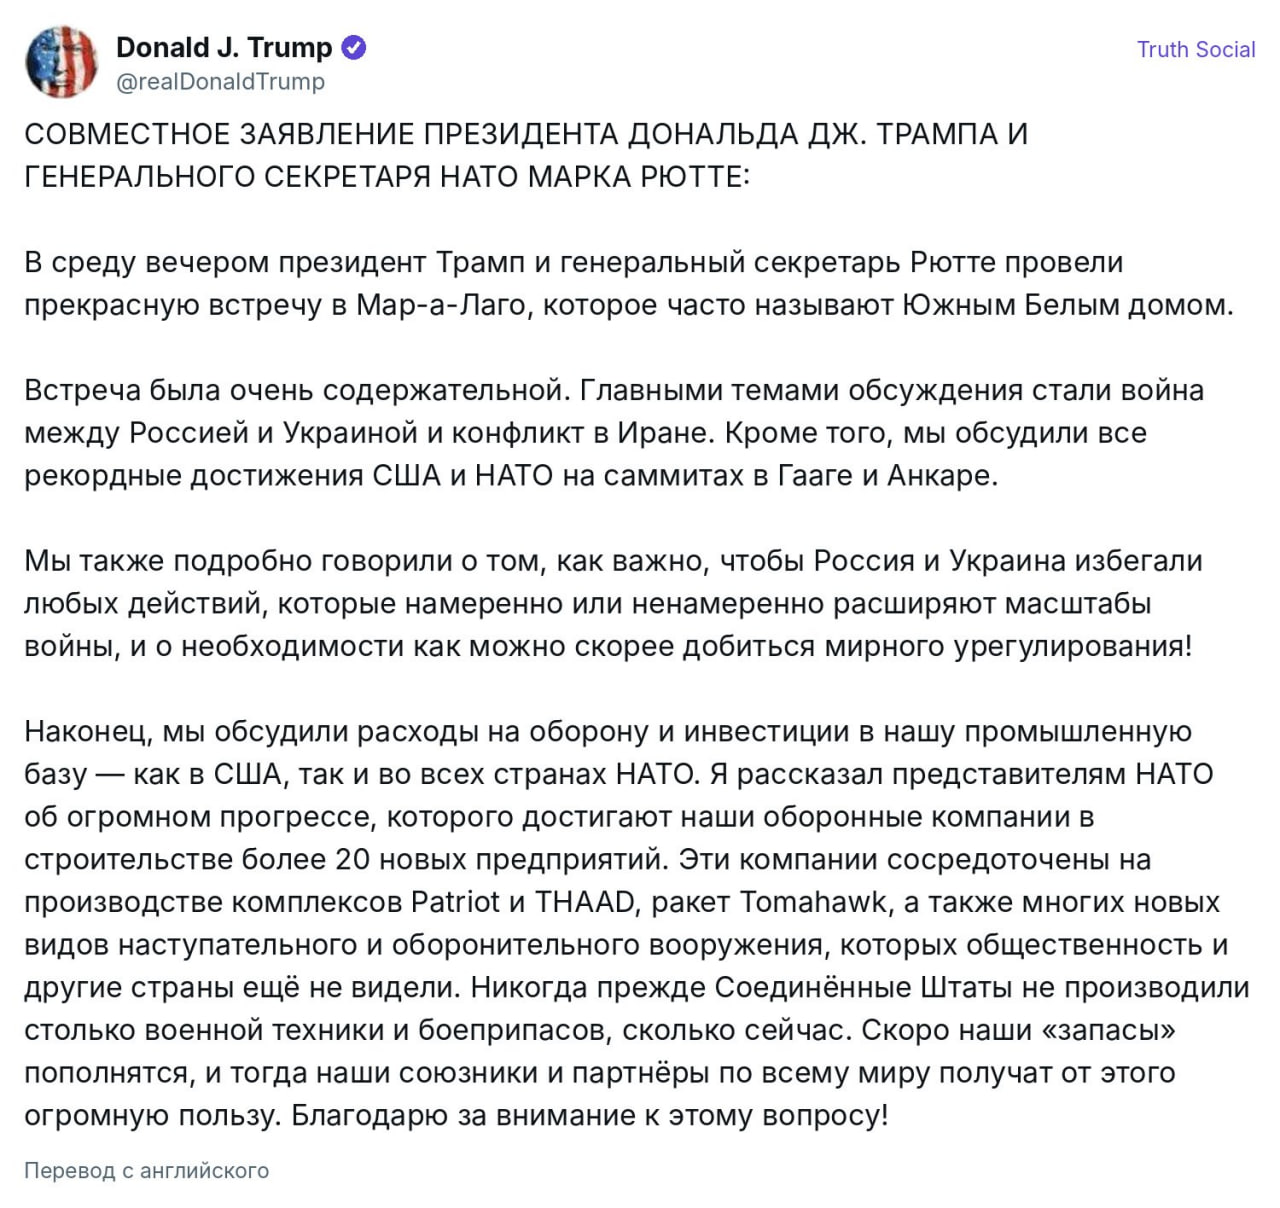 Donald J. Trump
Truth Social
@realDonaldTrump
СОВМЕСТНОЕ ЗАЯВЛЕНИЕ ПРЕЗИДЕНТА ДОНАЛЬДА ДЖ. ТРАМПА И
ГЕНЕРАЛЬНОГО СЕКРЕТАРЯ НАТО МАРКА РЮТТЕ:
В среду вечером президент Трамп и генеральный секретарь Рютте провели
прекрасную встречу в Мар-а-Лаго, которое часто называют Южным Белым домом.
Встреча была очень содержательной. Главными темами обсуждения стали война
между Россией и Украиной и конфликт в Иране. Кроме того, мы обсудили все
рекордные достижения США и НАТО на саммитах в Гааге и Анкаре.
Мы также подробно говорили о том, как важно, чтобы Россия и Украина избегали
любых действий, которые намеренно или ненамеренно расширяют масштабы
войны, и о необходимости как можно скорее добиться мирного урегулирования!
Наконец, мы обсудили расходы на оборону и инвестиции в нашу промышленную
базу — как в США, так и во всех странах НАТО. Я рассказал представителям НАТО
об огромном прогрессе, которого достигают наши оборонные компании в
строительстве более 20 новых предприятий. Эти компании сосредоточены на
производстве комплексов Patriot и THAAD, ракет Tomahawk, а также многих новых
видов наступательного и оборонительного вооружения, которых общественность и
другие страны ещё не видели. Никогда прежде Соединённые Штаты не производили
столько военной техники и боеприпасов, сколько сейчас. Скоро наши «запасы»
пополнятся, и тогда наши союзники и партнёры по всему миру получат от этого
огромную пользу. Благодарю за внимание к этому вопросу!
Перевод с английского